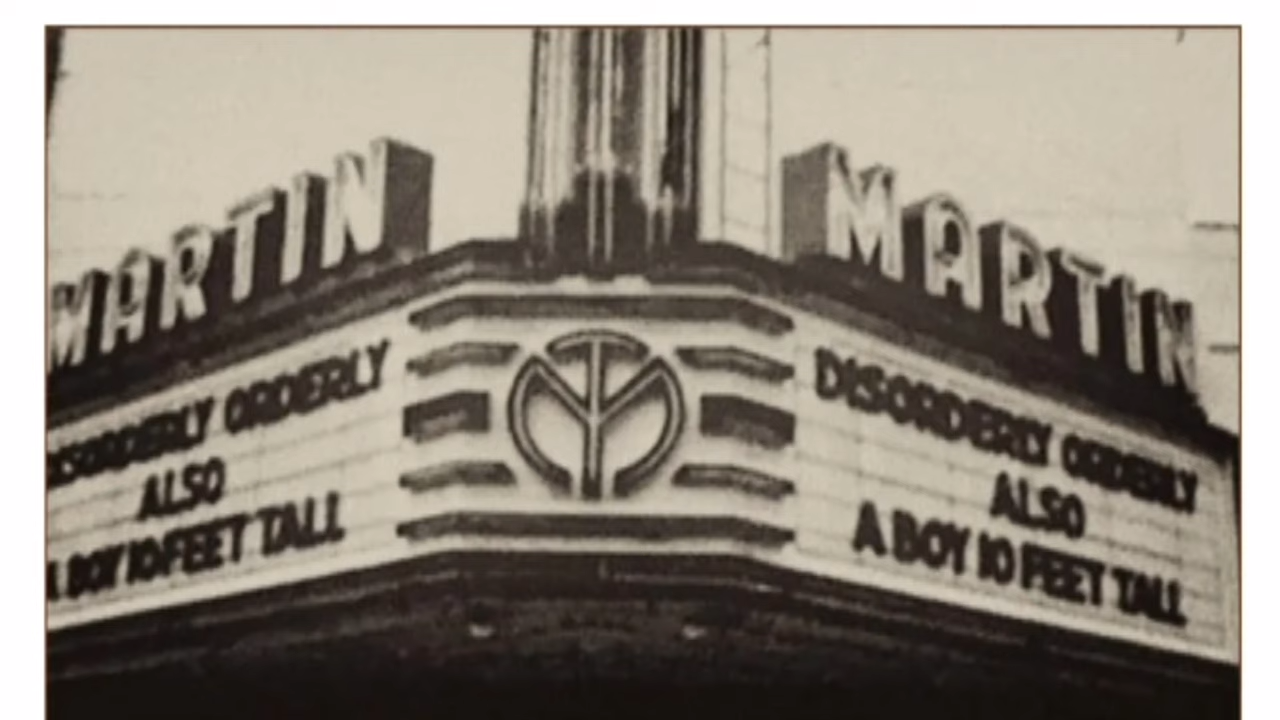 MARTIN
DISORDERLY ORDERLY
ALSO
A BOY 10 FEET TALL
MARTIN
DISORDERLY ORDERLY
ALSO
A BOY 10 FEET TALL